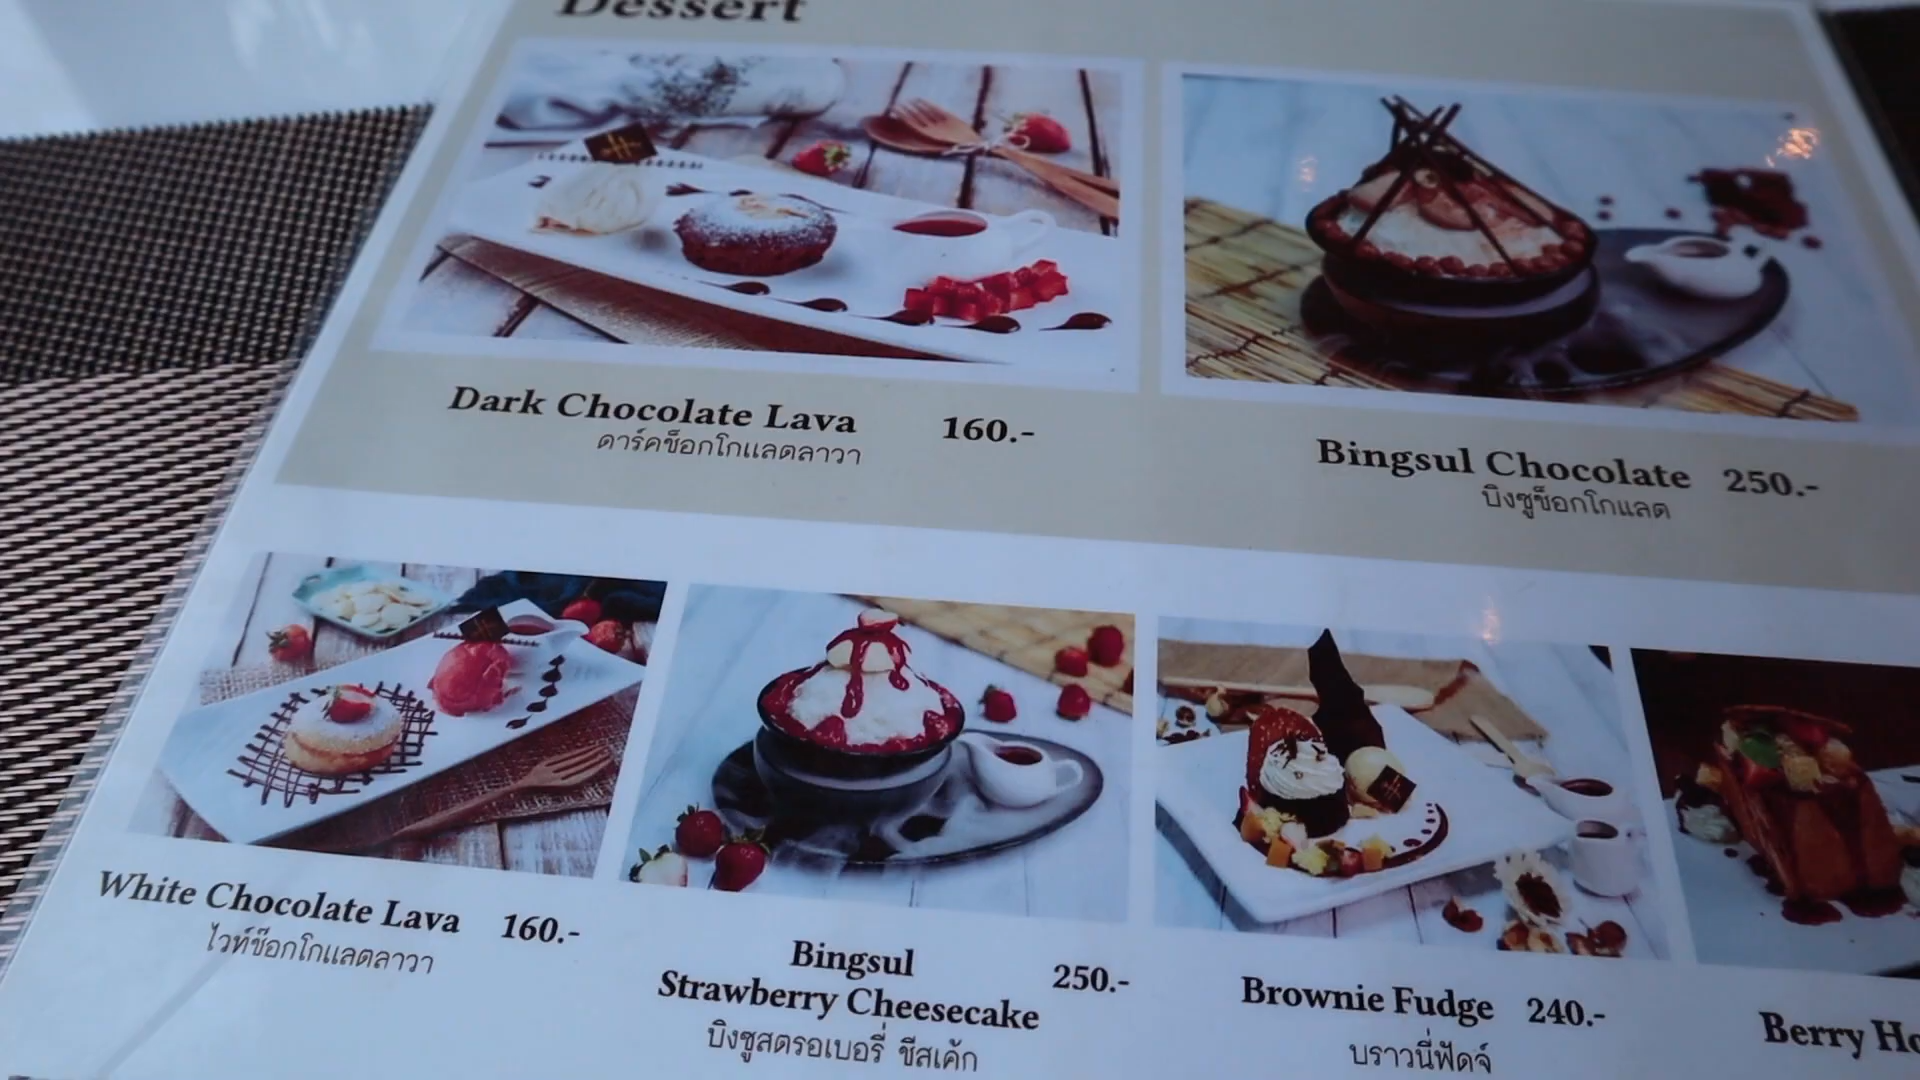 Dessert
Dark Chocolate Lava 160.-
ดาร์คช็อกโกแลตลาวา
Bingsul Chocolate 250.-
บิงซูช็อกโกแลต
White Chocolate Lava 160.-
ไวท์ช๊อกโกแลตลาวา
Bingsul
Strawberry Cheesecake 250.-
บิงซูสตรอเบอรี่ ชีสเค้ก
Brownie Fudge 240.-
บราวนี่ฟัดจ์
Berry